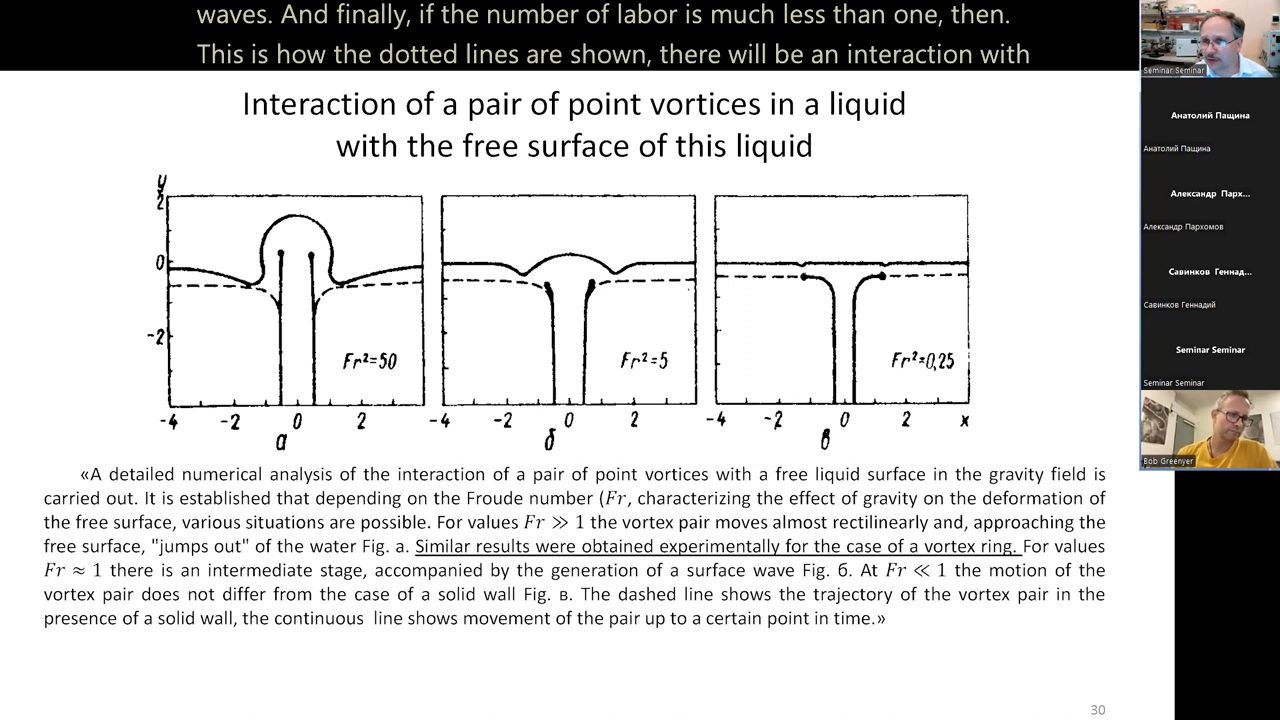 waves. And finally, if the number of labor is much less than one, then.
This is how the dotted lines are shown, there will be an interaction with
Interaction of a pair of point vortices in a liquid
with the free surface of this liquid
y
2
0
-2
Fr²=50
Fr²=5
Fr²=0,25
-4 -2 0 2 -4 -2 0 2 -4 -2 0 2 x
а б в
«A detailed numerical analysis of the interaction of a pair of point vortices with a free liquid surface in the gravity field is
carried out. It is established that depending on the Froude number (Fr, characterizing the effect of gravity on the deformation of
the free surface, various situations are possible. For values Fr ≫ 1 the vortex pair moves almost rectilinearly and, approaching the
free surface, "jumps out" of the water Fig. a. Similar results were obtained experimentally for the case of a vortex ring. For values
Fr ≈ 1 there is an intermediate stage, accompanied by the generation of a surface wave Fig. б. At Fr ≪ 1 the motion of the
vortex pair does not differ from the case of a solid wall Fig. в. The dashed line shows the trajectory of the vortex pair in the
presence of a solid wall, the continuous line shows movement of the pair up to a certain point in time.»
30
Seminar Seminar
Анатолий Пащина
Анатолий Пащина
Александр Парх...
Александр Пархомов
Савинков Геннад...
Савинков Геннадий
Seminar Seminar
Seminar Seminar
Bob Greenyer